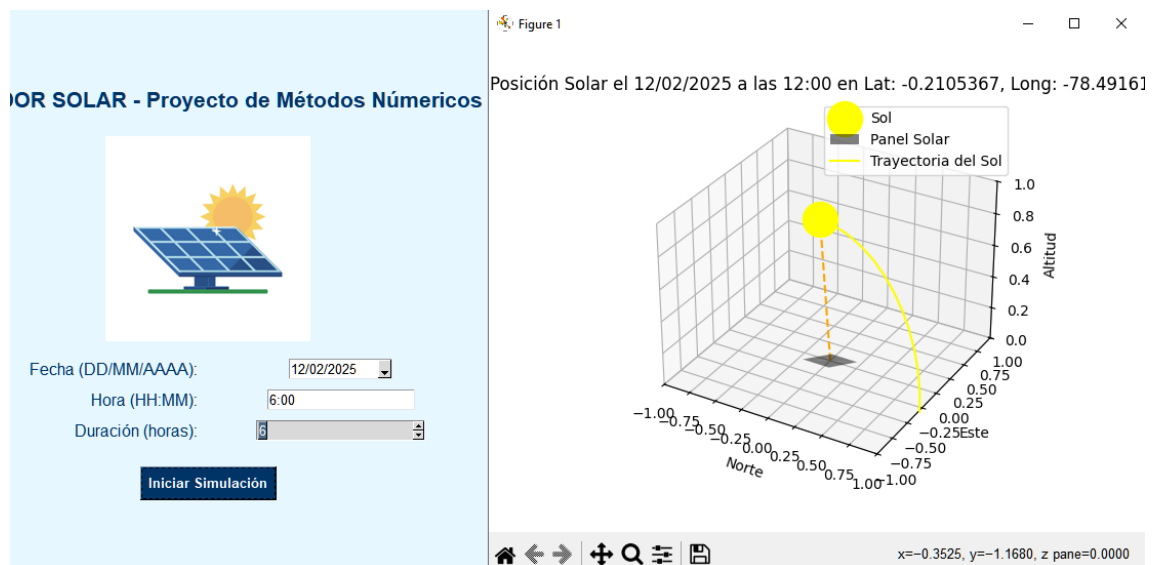 Figure 1
OR SOLAR - Proyecto de Métodos Númericos
Fecha (DD/MM/AAAA):
12/02/2025
Hora (HH:MM):
6:00
Duración (horas):
6
Iniciar Simulación
Posición Solar el 12/02/2025 a las 12:00 en Lat: -0.2105367, Long: -78.49161
Sol
Panel Solar
Trayectoria del Sol
1.0
0.8
0.6
0.4
0.2
0.0
Altitud
1.00
0.75
0.50
0.25
0.00
−0.25
−0.50
−0.75
−1.00
Este
−1.00
−0.75
−0.50
−0.25
0.00
0.25
0.50
0.75
1.00
Norte
x=−0.3525, y=−1.1680, z pane=0.0000